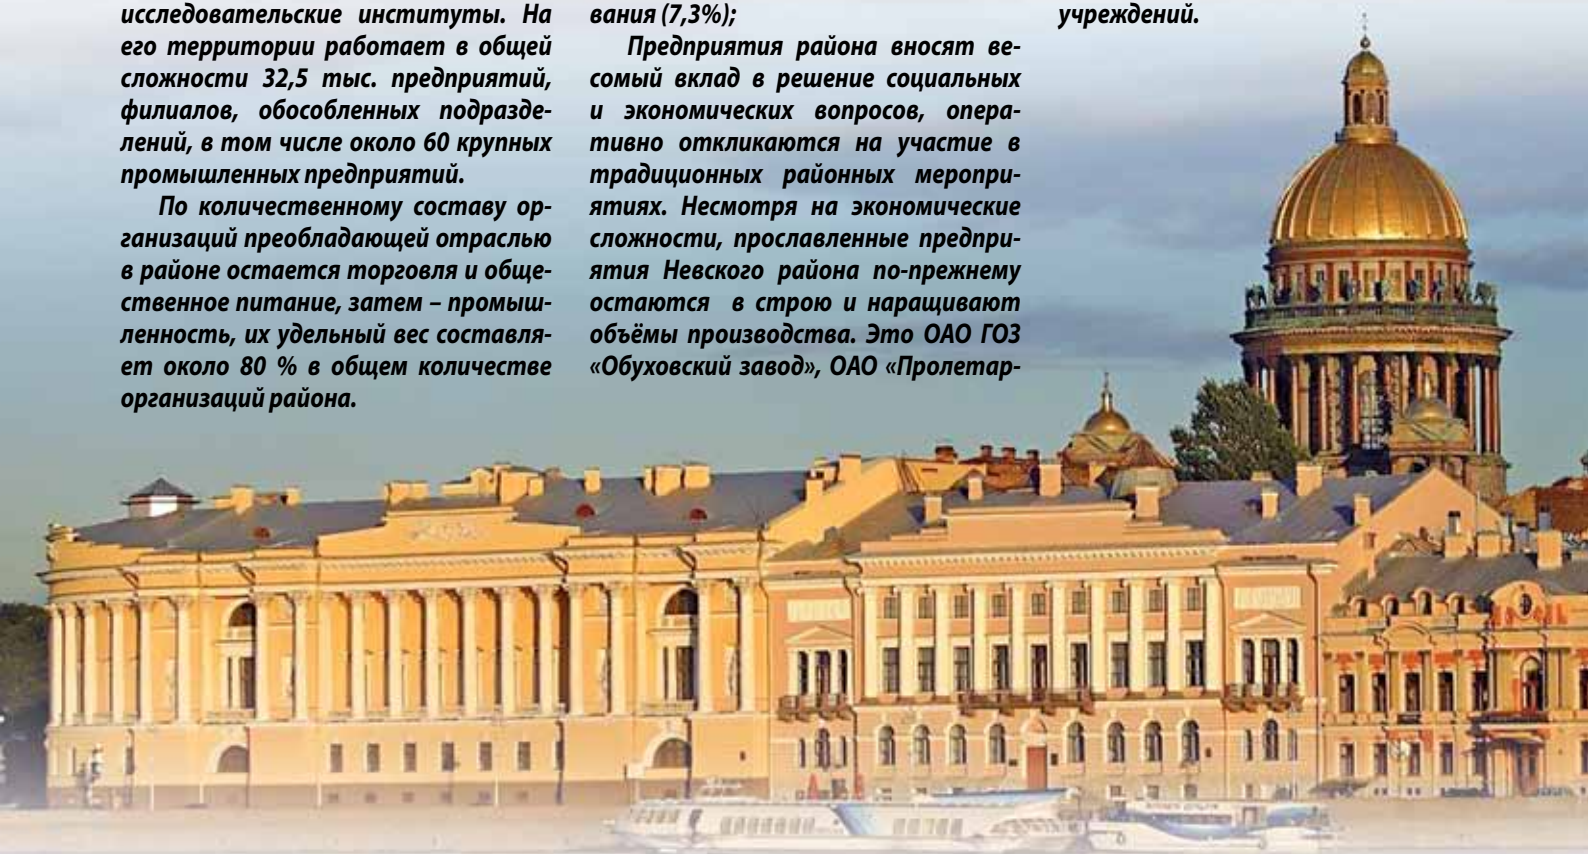 исследовательские институты. На
его территории работает в общей
сложности 32,5 тыс. предприятий,
филиалов, обособленных подразде-
лений, в том числе около 60 крупных
промышленных предприятий.
По количественному составу ор-
ганизаций преобладающей отраслью
в районе остается торговля и обще-
ственное питание, затем – промыш-
ленность, их удельный вес составля-
ет около 80 % в общем количестве
организаций района.
вания (7,3%);
Предприятия района вносят ве-
сомый вклад в решение социальных
и экономических вопросов, опера-
тивно откликаются на участие в
традиционных районных меропри-
ятиях. Несмотря на экономические
сложности, прославленные предпри-
ятия Невского района по-прежнему
остаются в строю и наращивают
объёмы производства. Это ОАО ГОЗ
«Обуховский завод», ОАО «Пролетар-
учреждений.